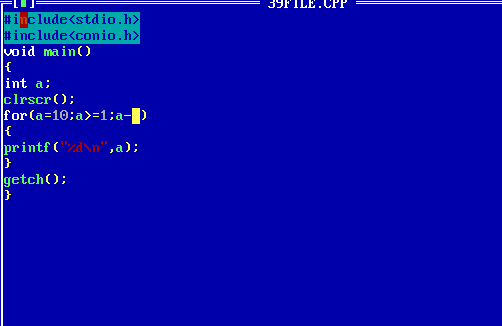 39FILE.CPP
#include<stdio.h>
#include<conio.h>
void main()
{
int a;
clrscr();
for(a=10;a>=1;a-)
{
printf("%d\n",a);
}
getch();
}